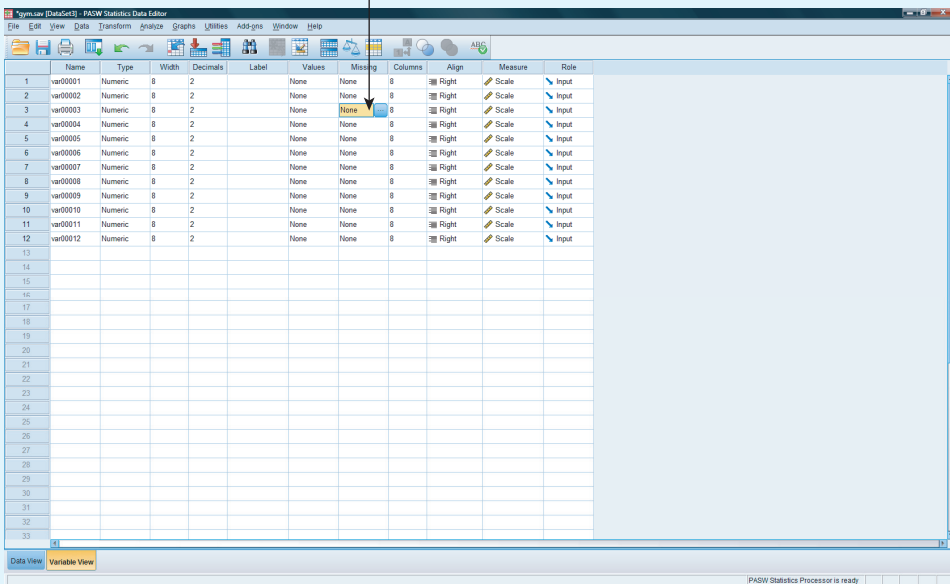 *gym.sav [DataSet3] - PASW Statistics Data Editor
File Edit View Data Transform Analyze Graphs Utilities Add-ons Window Help
ABC
Name Type Width Decimals Label Values Missing Columns Align Measure Role
1 var00001 Numeric 8 2 None None 8 Right Scale Input
2 var00002 Numeric 8 2 None None 8 Right Scale Input
3 var00003 Numeric 8 2 None None ... 8 Right Scale Input
4 var00004 Numeric 8 2 None None 8 Right Scale Input
5 var00005 Numeric 8 2 None None 8 Right Scale Input
6 var00006 Numeric 8 2 None None 8 Right Scale Input
7 var00007 Numeric 8 2 None None 8 Right Scale Input
8 var00008 Numeric 8 2 None None 8 Right Scale Input
9 var00009 Numeric 8 2 None None 8 Right Scale Input
10 var00010 Numeric 8 2 None None 8 Right Scale Input
11 var00011 Numeric 8 2 None None 8 Right Scale Input
12 var00012 Numeric 8 2 None None 8 Right Scale Input
13
14
15
16
17
18
19
20
21
22
23
24
25
26
27
28
29
30
31
32
33
Data View Variable View
PASW Statistics Processor is ready